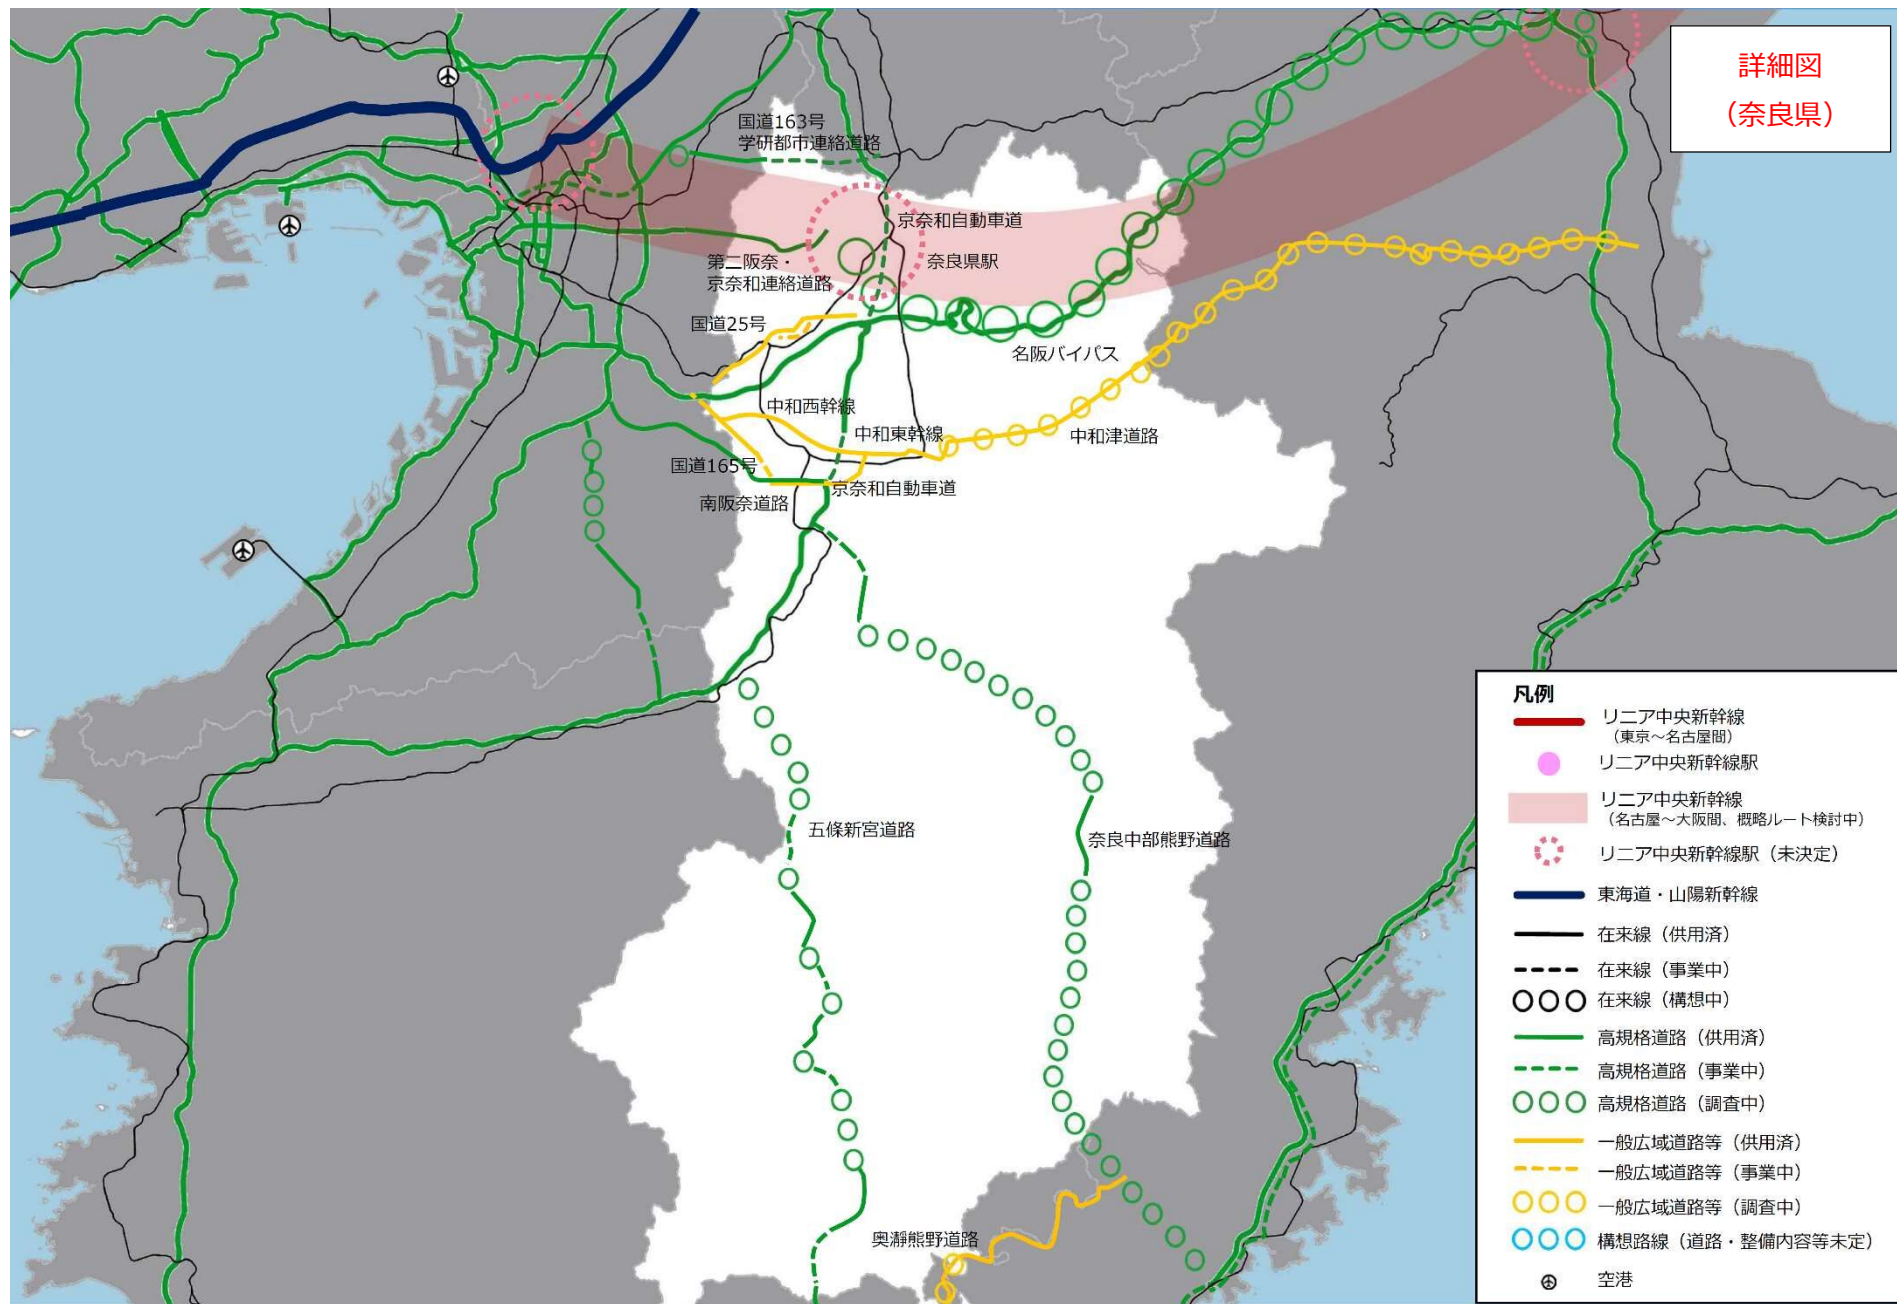 詳細図
（奈良県）
国道163号
学研都市連絡道路
京奈和自動車道
第二阪奈・
京奈和連絡道路
奈良県駅
国道25号
名阪バイパス
中和西幹線
中和東幹線
中和津道路
国道165号
京奈和自動車道
南阪奈道路
五條新宮道路
奈良中部熊野道路
奥瀞熊野道路
凡例
リニア中央新幹線
（東京～名古屋間）
リニア中央新幹線駅
リニア中央新幹線
（名古屋～大阪間、概略ルート検討中）
リニア中央新幹線駅（未決定）
東海道・山陽新幹線
在来線（供用済）
在来線（事業中）
在来線（構想中）
高規格道路（供用済）
高規格道路（事業中）
高規格道路（調査中）
一般広域道路等（供用済）
一般広域道路等（事業中）
一般広域道路等（調査中）
構想路線（道路・整備内容等未定）
空港